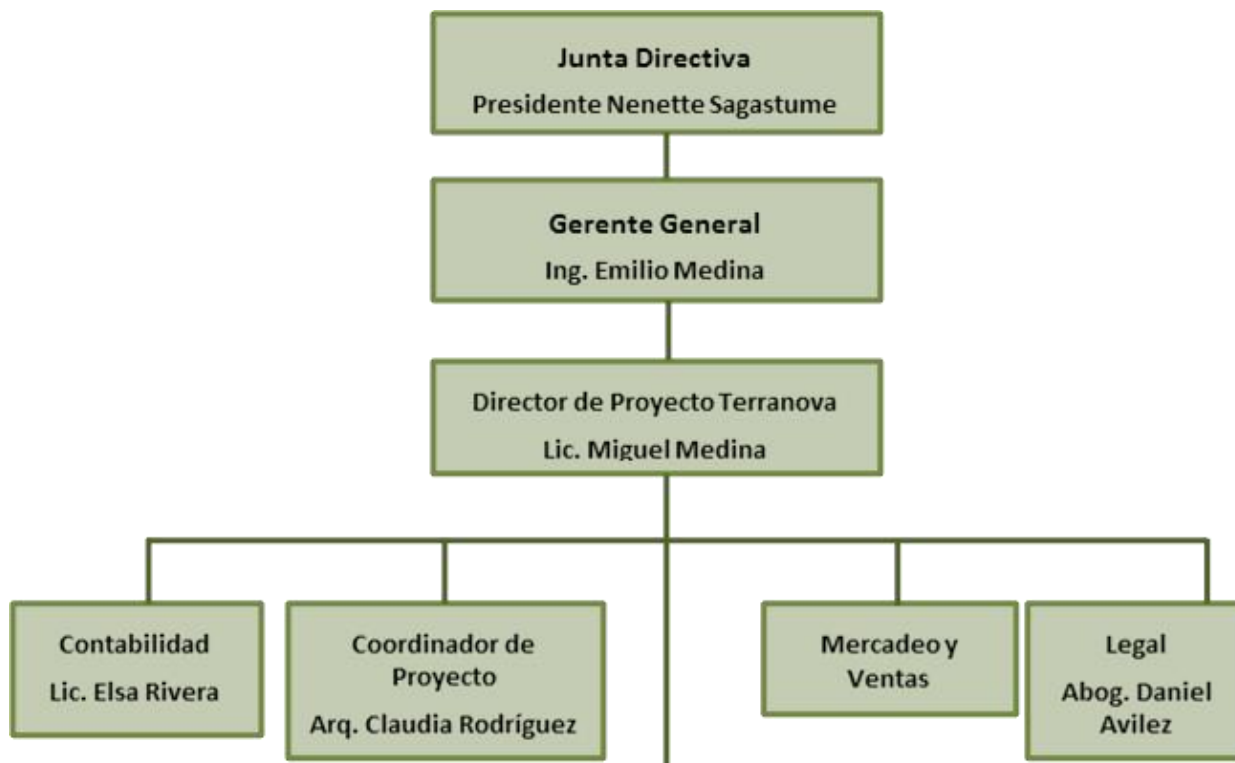 Junta Directiva
Presidente Nenette Sagastume
Gerente General
Ing. Emilio Medina
Director de Proyecto Terranova
Lic. Miguel Medina
Contabilidad
Lic. Elsa Rivera
Coordinador de
Proyecto
Arq. Claudia Rodríguez
Mercadeo y
Ventas
Legal
Abog. Daniel
Avilez